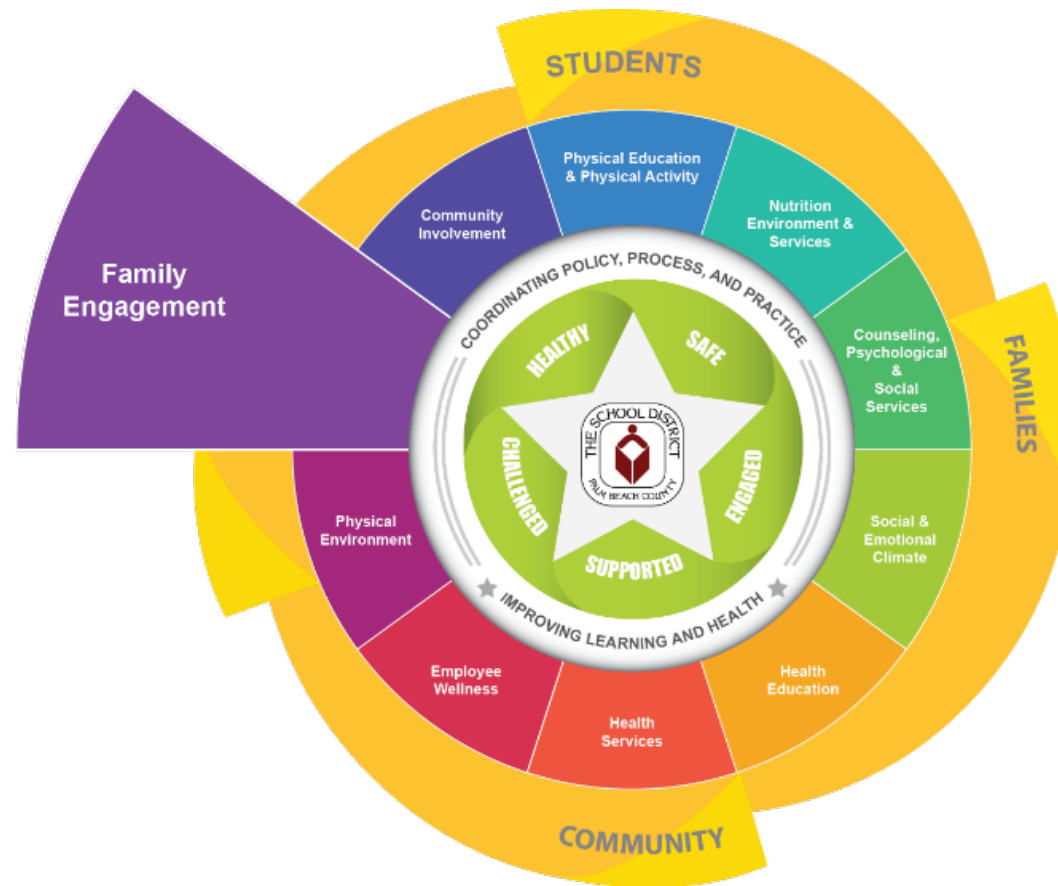 STUDENTS
Physical Education
& Physical Activity
Nutrition
Environment &
Services
Community
Involvement
Family
Engagement
COORDINATING POLICY, PROCESS, AND PRACTICE
HEALTHY
SAFE
Counseling,
Psychological
&
Social
Services
FAMILIES
THE SCHOOL DISTRICT
PALM BEACH COUNTY
CHALLENGED
ENGAGED
SUPPORTED
Physical
Environment
Social &
Emotional
Climate
IMPROVING LEARNING AND HEALTH
Employee
Wellness
Health
Education
Health
Services
COMMUNITY